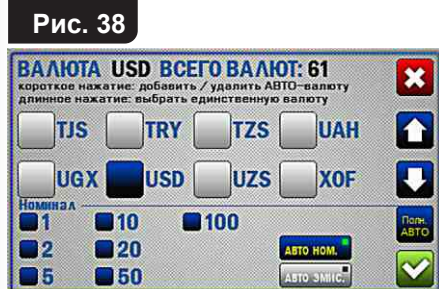 Рис. 38
ВАЛЮТА USD ВСЕГО ВАЛЮТ: 61
короткое нажатие: добавить / удалить АВТО-валюту
длинное нажатие: выбрать единственную валюту
TJS TRY TZS UAH
UGX USD UZS XOF
Номинал
1 10 100
Полн. АВТО
2 20 АВТО НОМ.
5 50 АВТО ЭМИС.